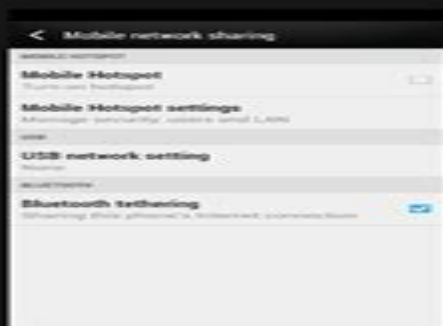 Mobile network sharing
MOBILE HOTSPOT
Mobile Hotspot
Turn on hotspot
Mobile Hotspot settings
Manage security, users and LAN
USB
USB network setting
None
BLUETOOTH
Bluetooth tethering
Sharing this phone's Internet connection